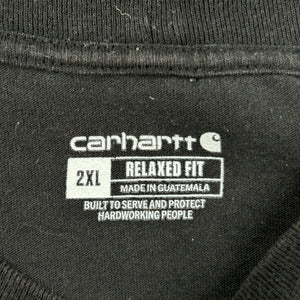 carhartt
2XL RELAXED FIT
MADE IN GUATEMALA
BUILT TO SERVE AND PROTECT
HARDWORKING PEOPLE